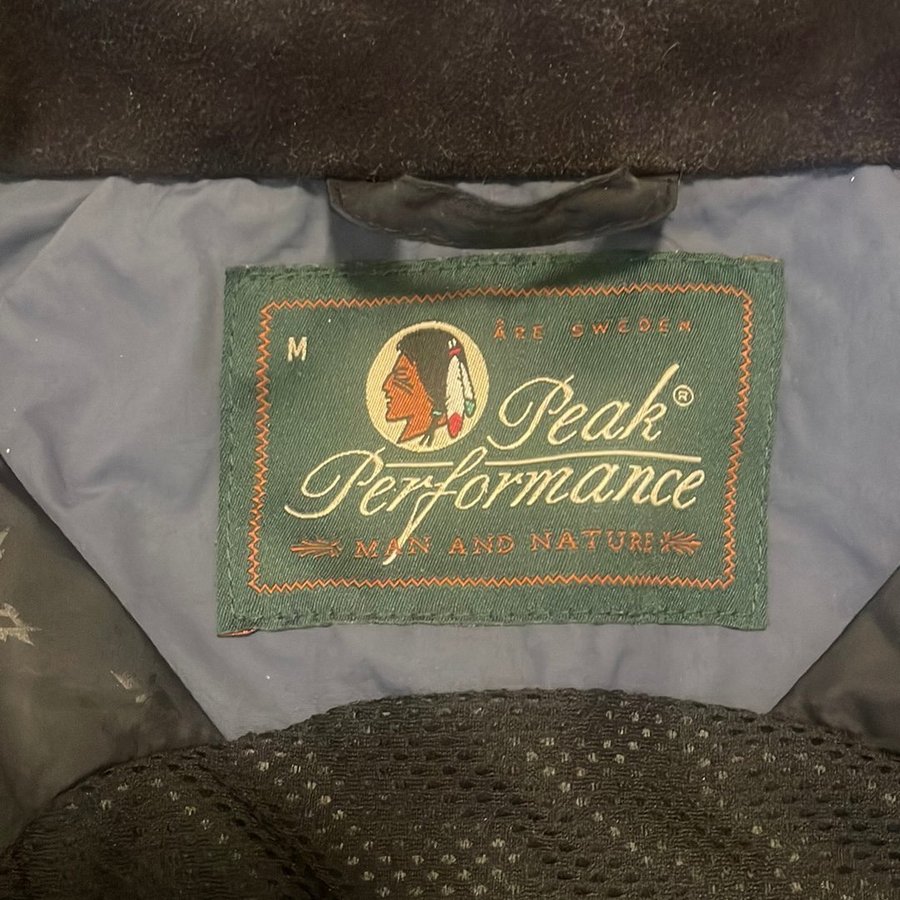 M
ÅRE SWEDEN
Peak®
Performance
MAN AND NATURE